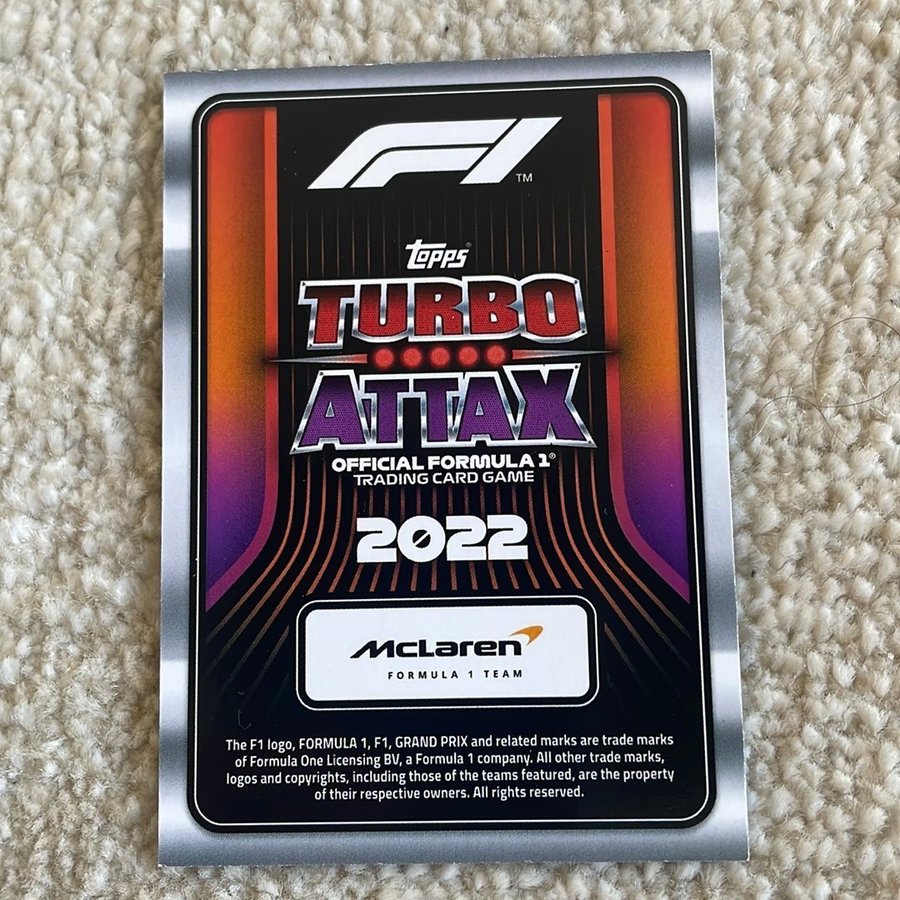 F1 ™
Topps®
TURBO
ATTAX
OFFICIAL FORMULA 1®
TRADING CARD GAME
2022
McLaren
FORMULA 1 TEAM
The F1 logo, FORMULA 1, F1, GRAND PRIX and related marks are trade marks
of Formula One Licensing BV, a Formula 1 company. All other trade marks,
logos and copyrights, including those of the teams featured, are the property
of their respective owners. All rights reserved.